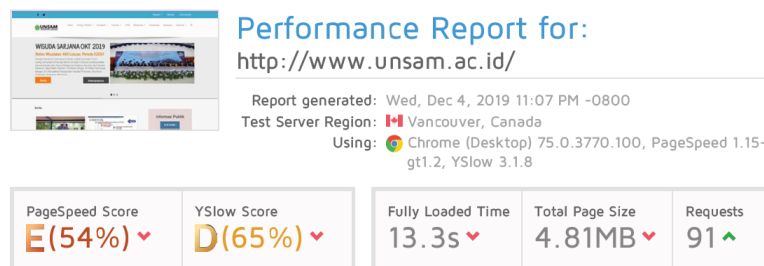 Performance Report for:
http://www.unsam.ac.id/
Report generated: Wed, Dec 4, 2019 11:07 PM -0800
Test Server Region: Vancouver, Canada
Using: Chrome (Desktop) 75.0.3770.100, PageSpeed 1.15-
gt1.2, YSlow 3.1.8
UNSAM
WISUDA SARJANA OKT 2019
Informasi Publik
PageSpeed Score YSlow Score Fully Loaded Time Total Page Size Requests
E(54%) D(65%) 13.3s 4.81MB 91